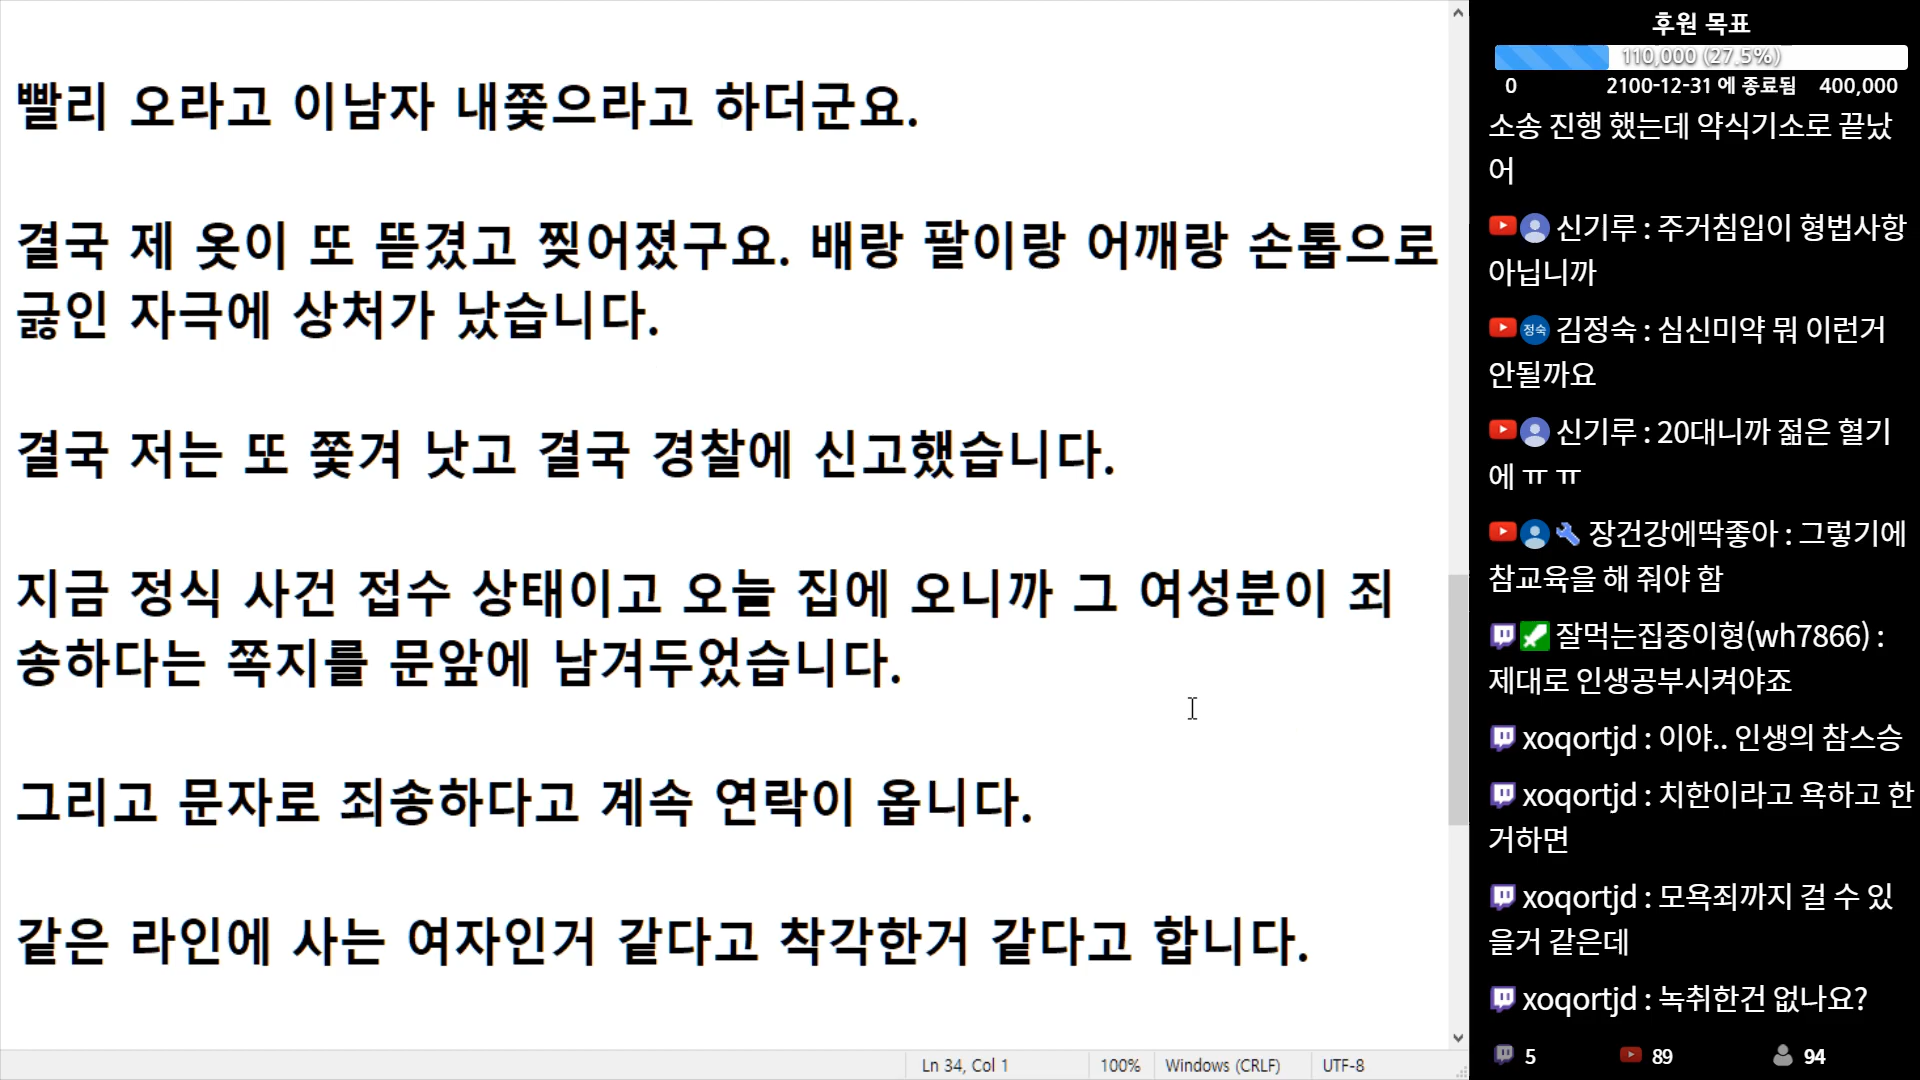 빨리 오라고 이남자 내쫓으라고 하더군요.
결국 제 옷이 또 뜯겼고 찢어졌구요. 배랑 팔이랑 어깨랑 손톱으로
긇인 자극에 상처가 났습니다.
결국 저는 또 쫓겨 낫고 결국 경찰에 신고했습니다.
지금 정식 사건 접수 상태이고 오늘 집에 오니까 그 여성분이 죄
송하다는 쪽지를 문앞에 남겨두었습니다.
그리고 문자로 죄송하다고 계속 연락이 옵니다.
같은 라인에 사는 여자인거 같다고 착각한거 같다고 합니다.
Ln 34, Col 1 100% Windows (CRLF) UTF-8
후원 목표
110,000 (27.5%)
0 2100-12-31 에 종료됨 400,000
소송 진행 했는데 약식기소로 끝났
어
신기루 : 주거침입이 형법사항
아닙니까
정숙 김정숙 : 심신미약 뭐 이런거
안될까요
신기루 : 20대니까 젊은 혈기
에 ㅠㅠ
장건강에딱좋아 : 그렇기에
참교육을 해 줘야 함
잘먹는집중이형(wh7866) :
제대로 인생공부시켜야죠
xoqortjd : 이야.. 인생의 참스승
xoqortjd : 치한이라고 욕하고 한
거하면
xoqortjd : 모욕죄까지 걸 수 있
을거 같은데
xoqortjd : 녹취한건 없나요?
5 89 94